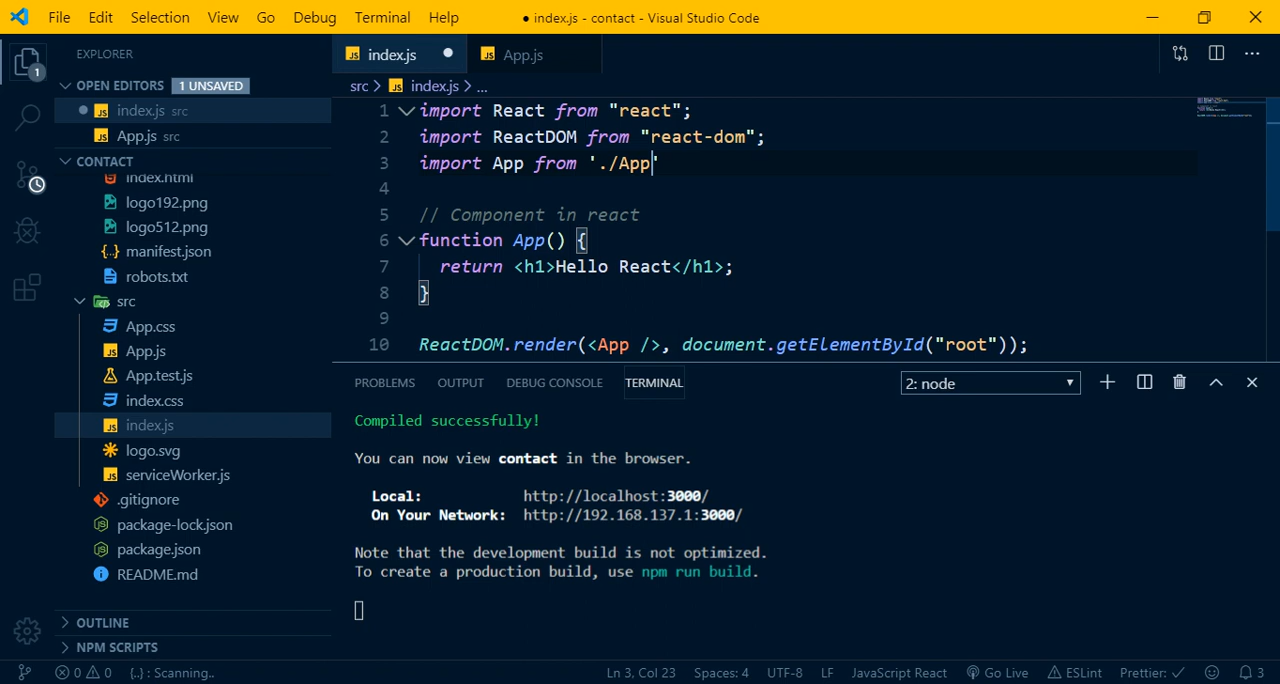 File Edit Selection View Go Debug Terminal Help
● index.js - contact - Visual Studio Code
EXPLORER
1
OPEN EDITORS 1 UNSAVED
index.js src
App.js src
CONTACT
index.html
logo192.png
logo512.png
manifest.json
robots.txt
src
App.css
App.js
App.test.js
index.css
index.js
logo.svg
serviceWorker.js
.gitignore
package-lock.json
package.json
README.md
OUTLINE
NPM SCRIPTS
index.js
App.js
src > index.js > ...
1 import React from "react";
2 import ReactDOM from "react-dom";
3 import App from './App'
4
5 // Component in react
6 function App() {
7 return <h1>Hello React</h1>;
8 }
9
10 ReactDOM.render(<App />, document.getElementById("root"));
PROBLEMS OUTPUT DEBUG CONSOLE TERMINAL 2: node
Compiled successfully!
You can now view contact in the browser.
Local: http://localhost:3000/
On Your Network: http://192.168.137.1:3000/
Note that the development build is not optimized.
To create a production build, use npm run build.
0 0 {..} : Scanning.. Ln 3, Col 23 Spaces: 4 UTF-8 LF JavaScript React Go Live ESLint Prettier: ✓ 3